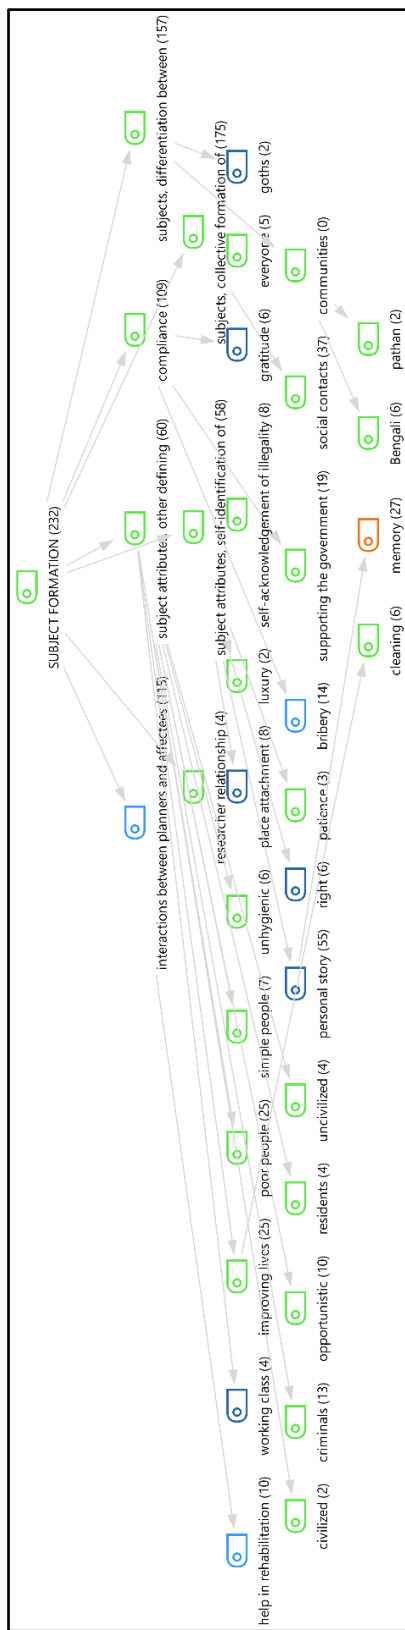 SUBJECT FORMATION (232)
subjects, differentiation between (157)
compliance (109)
subject attributes, other defining (60)
interactions between planners and affectees (115)
subjects, collective formation of (175)
subject attributes, self-identification of (58)
researcher relationship (4)
goths (2)
everyone (5)
gratitude (6)
self-acknowledgement of illegality (8)
luxury (2)
place attachment (8)
unhygienic (6)
simple people (7)
poor people (25)
improving lives (25)
working class (4)
help in rehabilitation (10)
communities (0)
social contacts (37)
supporting the government (19)
bribery (14)
patience (3)
right (6)
personal story (55)
uncivilized (4)
residents (4)
opportunistic (10)
criminals (13)
civilized (2)
pathan (2)
Bengali (6)
memory (27)
cleaning (6)